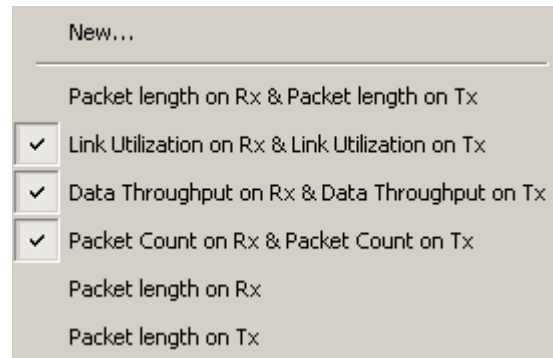 New...
Packet length on Rx & Packet length on Tx
Link Utilization on Rx & Link Utilization on Tx
Data Throughput on Rx & Data Throughput on Tx
Packet Count on Rx & Packet Count on Tx
Packet length on Rx
Packet length on Tx